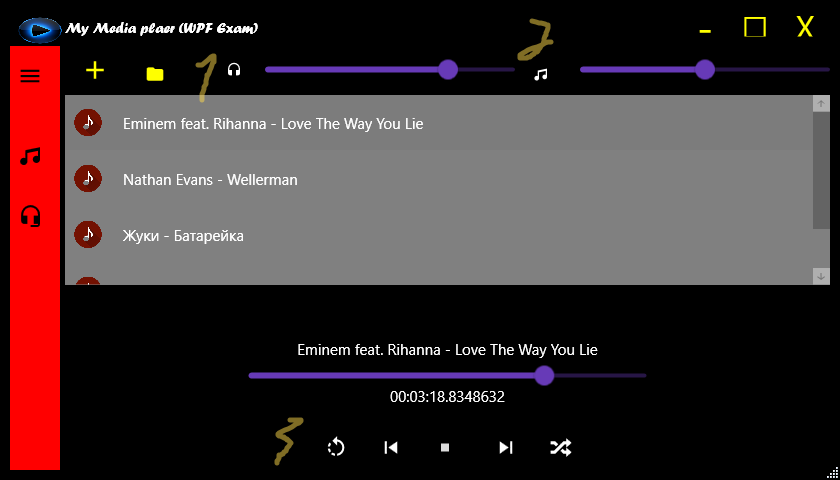 My Media plaer (WPF Exam)
1
2
Eminem feat. Rihanna - Love The Way You Lie
Nathan Evans - Wellerman
Жуки - Батарейка
Eminem feat. Rihanna - Love The Way You Lie
00:03:18.8348632
3